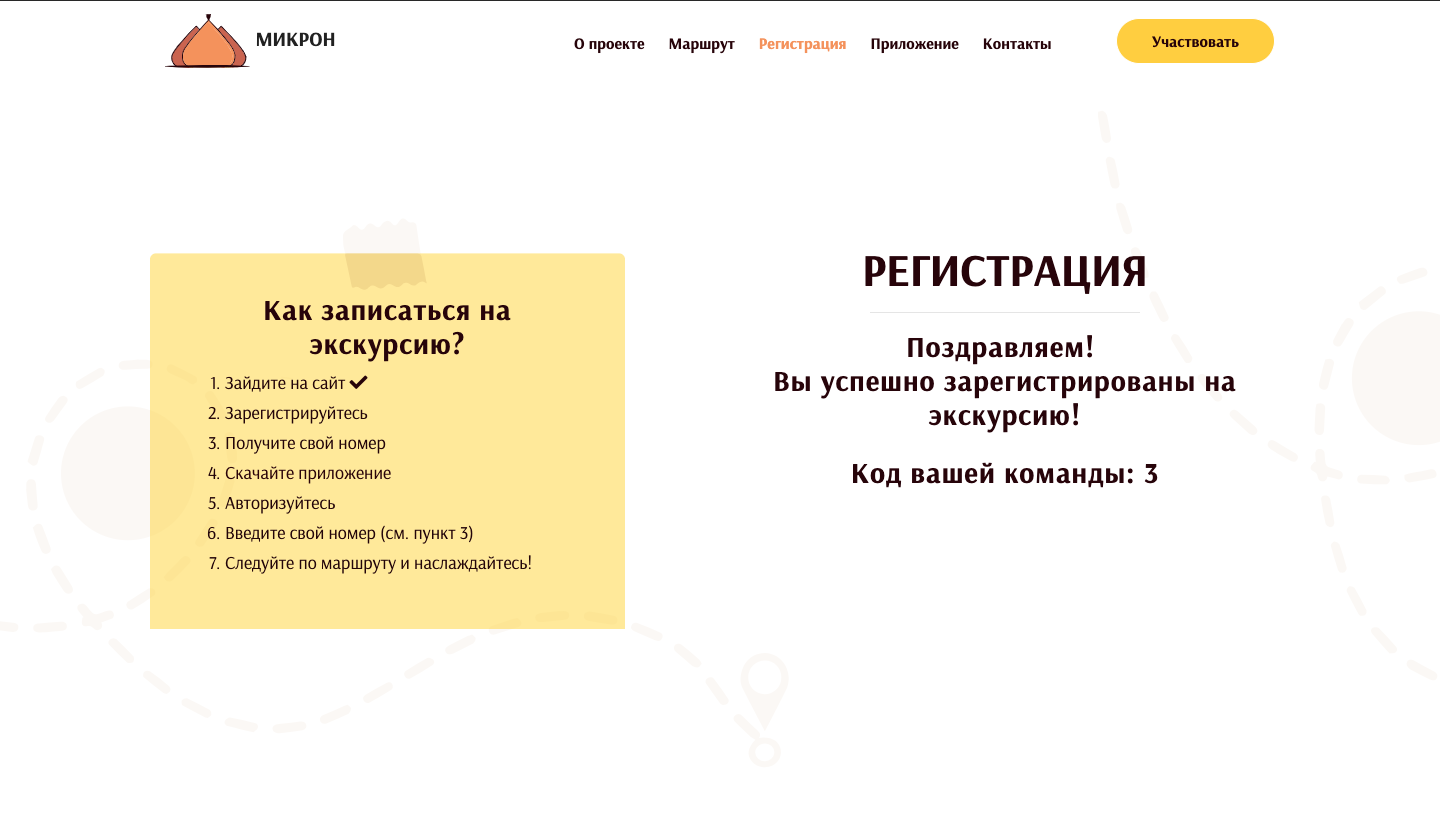 МИКРОН
О проекте Маршрут Регистрация Приложение Контакты Участвовать
Как записаться на
экскурсию?
1. Зайдите на сайт ✔
2. Зарегистрируйтесь
3. Получите свой номер
4. Скачайте приложение
5. Авторизуйтесь
6. Введите свой номер (см. пункт 3)
7. Следуйте по маршруту и наслаждайтесь!
РЕГИСТРАЦИЯ
Поздравляем!
Вы успешно зарегистрированы на
экскурсию!
Код вашей команды: 3